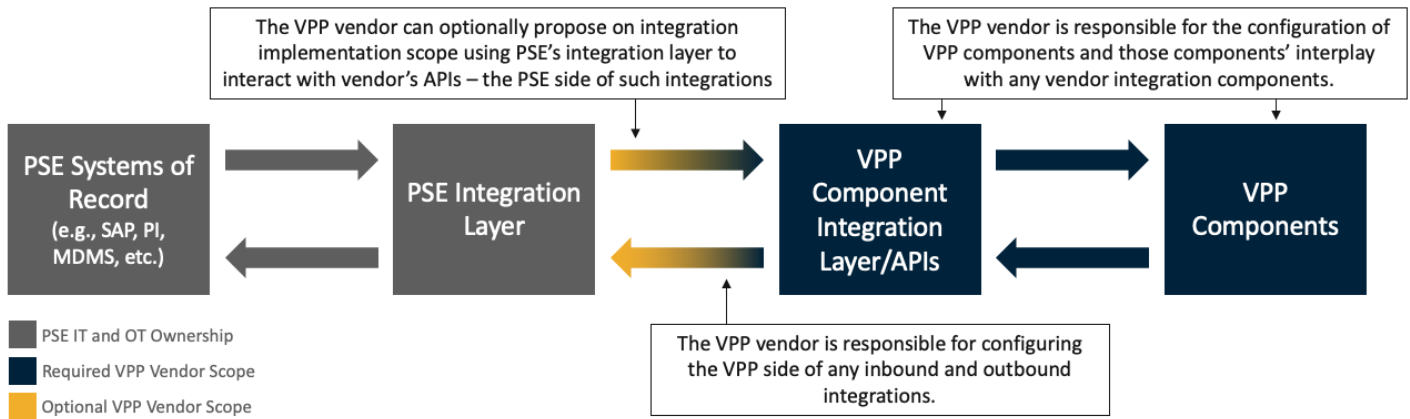 The VPP vendor can optionally propose on integration
implementation scope using PSE's integration layer to
interact with vendor's APIs – the PSE side of such integrations
The VPP vendor is responsible for the configuration of
VPP components and those components' interplay
with any vendor integration components.
PSE Systems of
Record
(e.g., SAP, PI,
MDMS, etc.)
PSE Integration
Layer
VPP
Component
Integration
Layer/APIs
VPP
Components
The VPP vendor is responsible for configuring
the VPP side of any inbound and outbound
integrations.
PSE IT and OT Ownership
Required VPP Vendor Scope
Optional VPP Vendor Scope